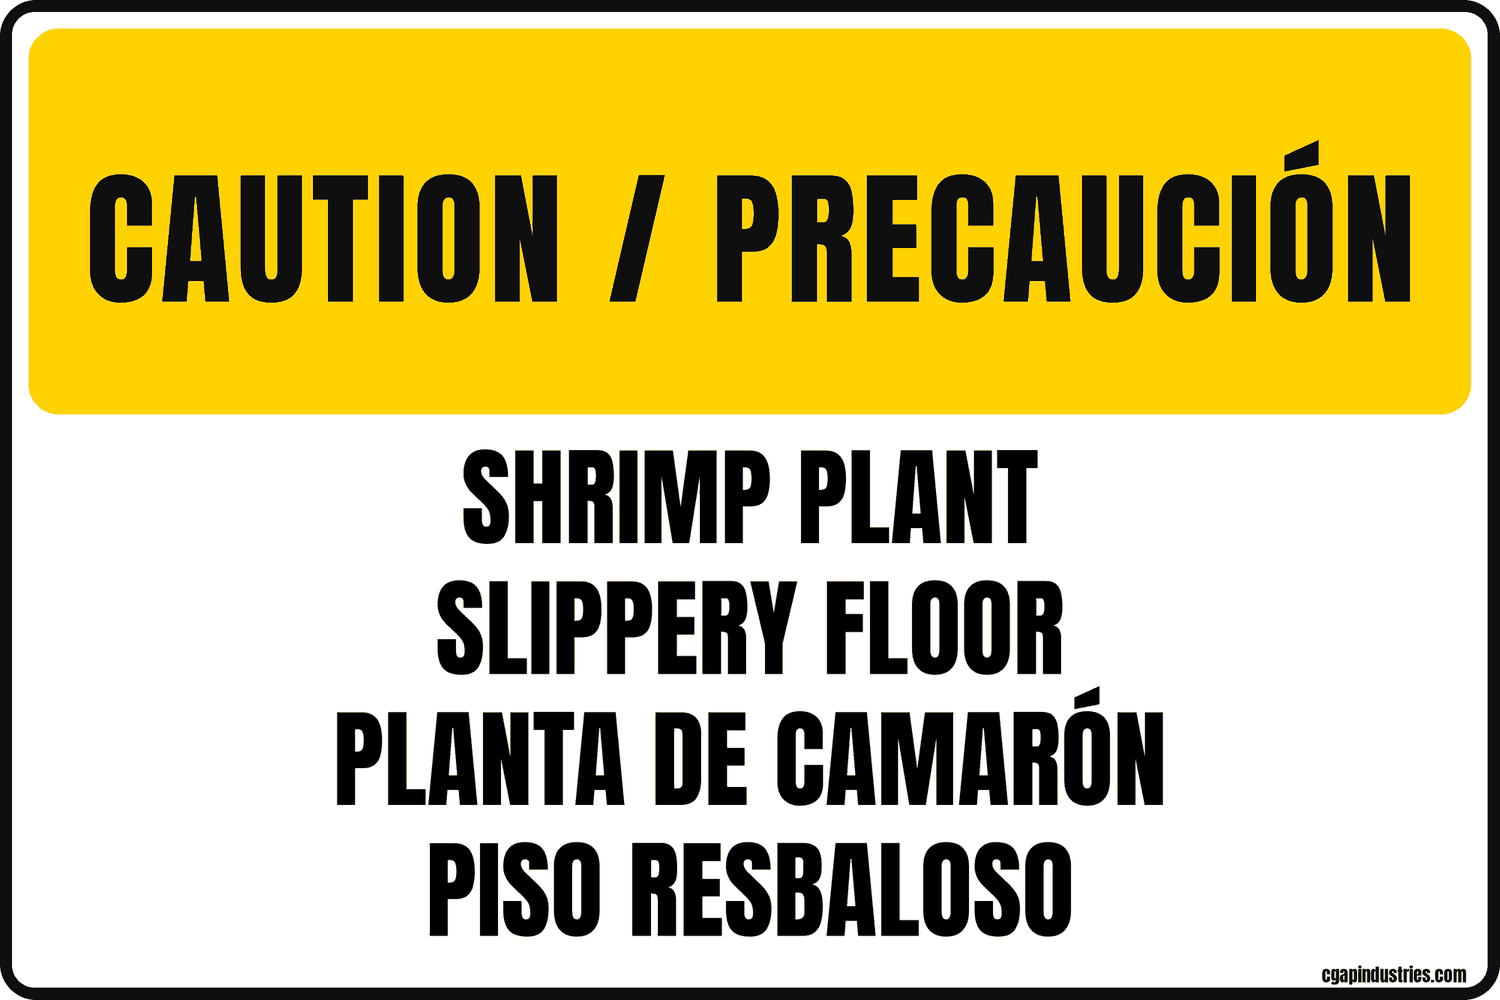 CAUTION / PRECAUCIÓN
SHRIMP PLANT
SLIPPERY FLOOR
PLANTA DE CAMARÓN
PISO RESBALOSO
cgapindustries.com